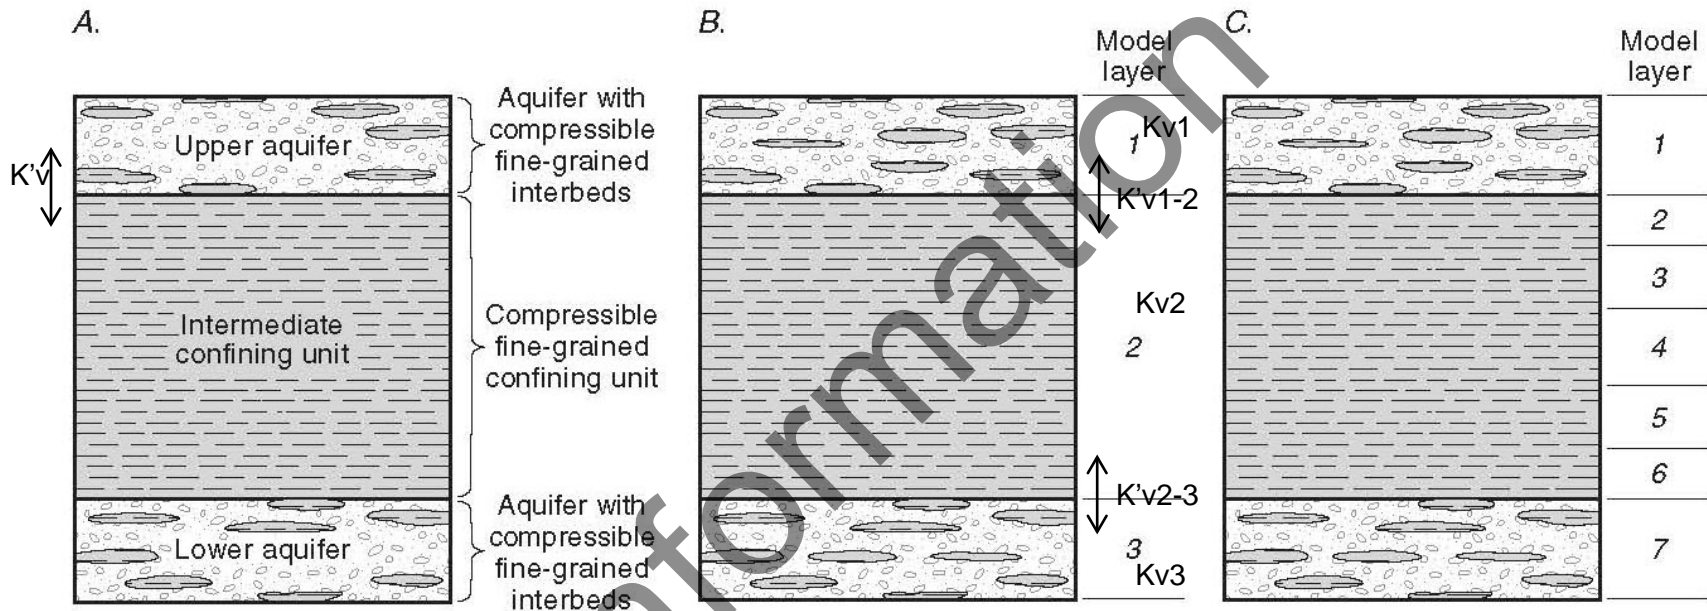 A.
B.
C.
Model
layer
Model
layer
Upper aquifer
Aquifer with
compressible
fine-grained
interbeds
K'v
1
Kv1
K'v1-2
1
2
3
Intermediate
confining unit
Compressible
fine-grained
confining unit
Kv2
2
4
5
6
K'v2-3
Lower aquifer
Aquifer with
compressible
fine-grained
interbeds
3
Kv3
7
formation